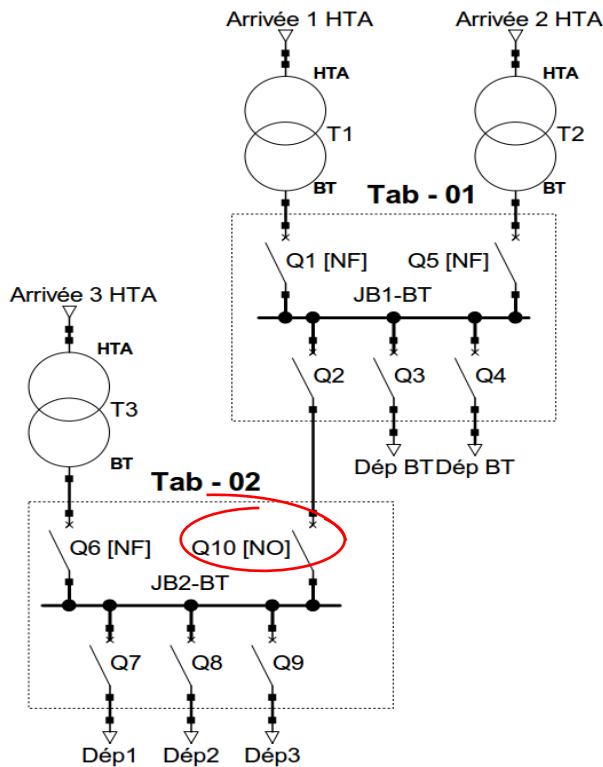 Arrivée 1 HTA
Arrivée 2 HTA
HTA
HTA
T1
T2
BT
BT
Tab - 01
Q1 [NF]
Q5 [NF]
JB1-BT
Arrivée 3 HTA
HTA
Q2
Q3
Q4
T3
BT
Dép BT
Dép BT
Tab - 02
Q6 [NF]
Q10 [NO]
JB2-BT
Q7
Q8
Q9
Dép1
Dép2
Dép3